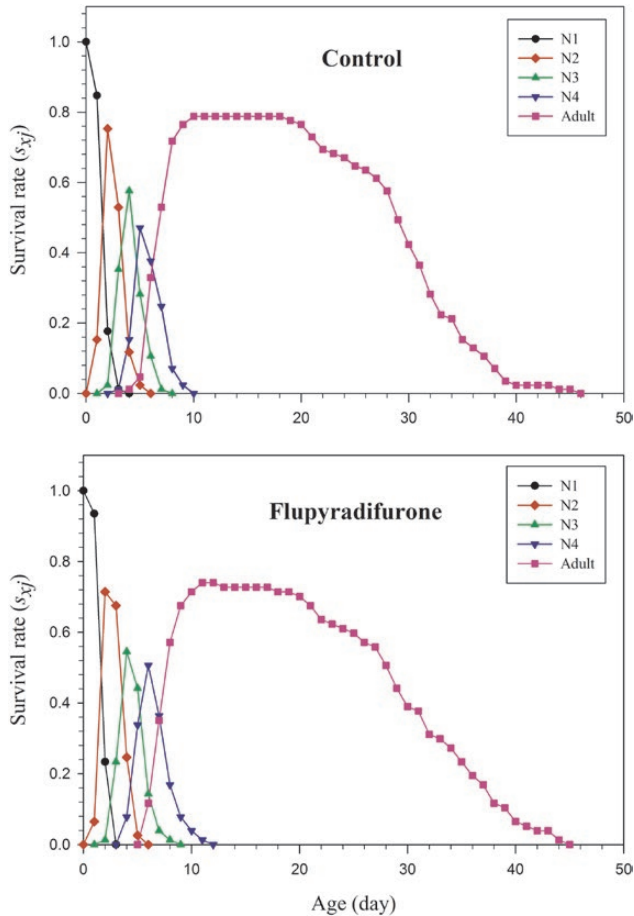 Control
N1
N2
N3
N4
Adult
Survival rate (sxj)
1.0
0.8
0.6
0.4
0.2
0.0
0 10 20 30 40 50
Flupyradifurone
N1
N2
N3
N4
Adult
Survival rate (sxj)
1.0
0.8
0.6
0.4
0.2
0.0
0 10 20 30 40 50
Age (day)